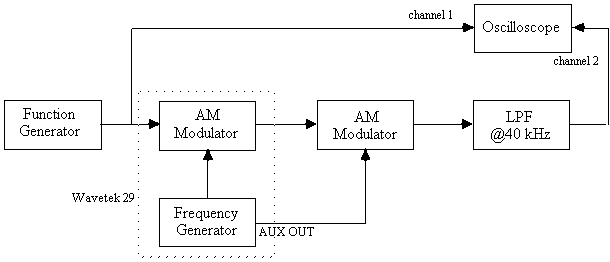 channel 1
Oscilloscope
channel 2
Function
Generator
AM
Modulator
AM
Modulator
LPF
@40 kHz
Wavetek 29
Frequency
Generator
AUX OUT